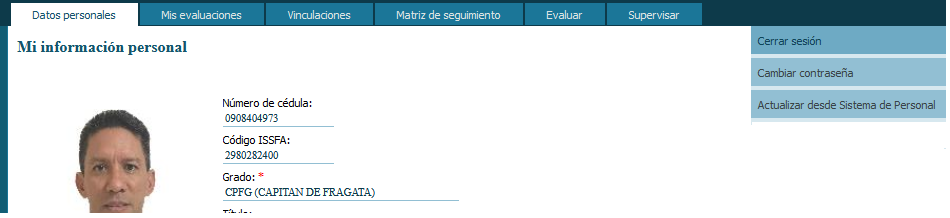 Datos personales
Mis evaluaciones
Vinculaciones
Matriz de seguimiento
Evaluar
Supervisar
Mi información personal
Cerrar sesión
Cambiar contraseña
Actualizar desde Sistema de Personal
Número de cédula:
0908404973
Código ISSFA:
2980282400
Grado: *
CPFG (CAPITAN DE FRAGATA)
Título: